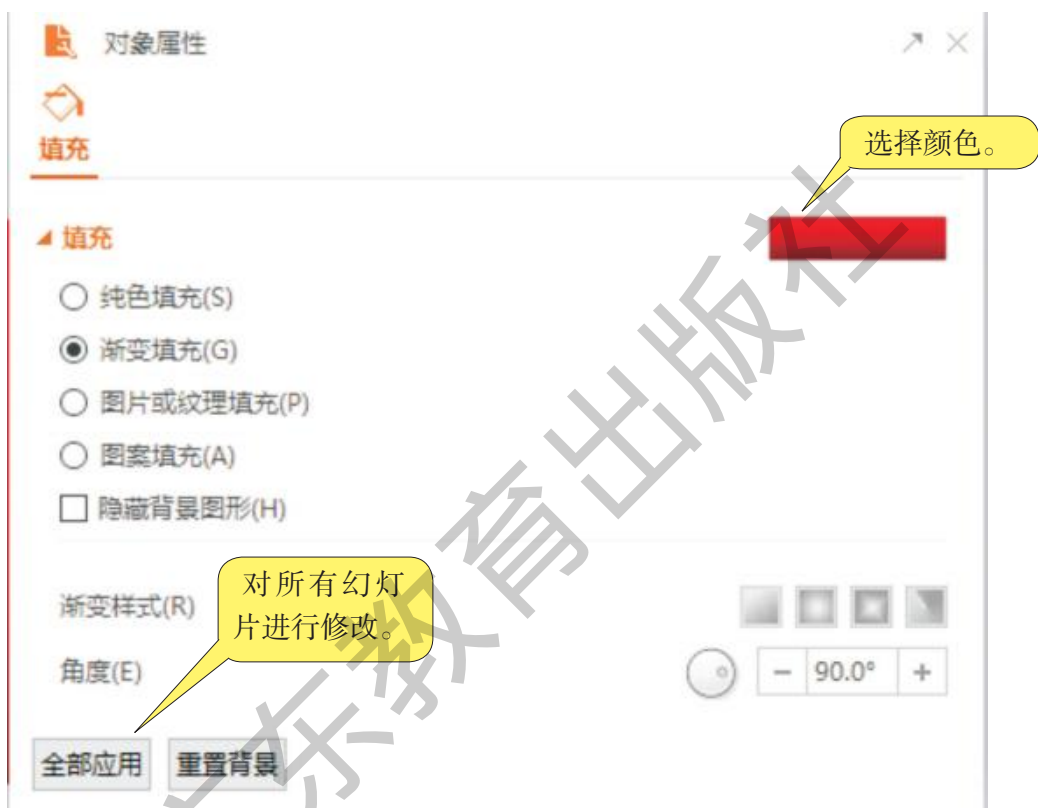 对象属性
填充
选择颜色。
填充
纯色填充(S)
渐变填充(G)
图片或纹理填充(P)
图案填充(A)
隐藏背景图形(H)
对所有幻灯
片进行修改。
渐变样式(R)
角度(E)
- 90.0° +
全部应用 重置背景
东教育出版社